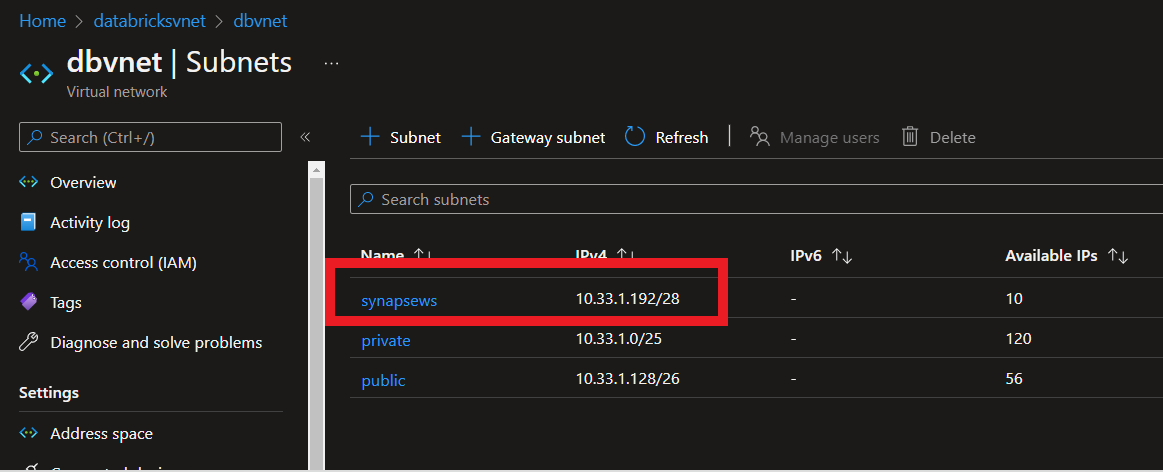 Home > databricksvnet > dbvnet
dbvnet | Subnets ...
Virtual network
Search (Ctrl+/)
«
+ Subnet + Gateway subnet Refresh | Manage users Delete
Overview
Activity log
Access control (IAM)
Tags
Diagnose and solve problems
Settings
Address space
Search subnets
Name ↑↓ IPv4 ↑↓ IPv6 ↑↓ Available IPs ↑↓
synapsews 10.33.1.192/28 - 10
private 10.33.1.0/25 - 120
public 10.33.1.128/26 - 56